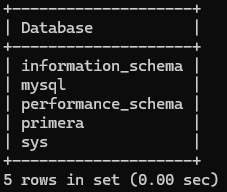 +--------------------+
| Database           |
+--------------------+
| information_schema |
| mysql              |
| performance_schema |
| primera            |
| sys                |
+--------------------+
5 rows in set (0.00 sec)